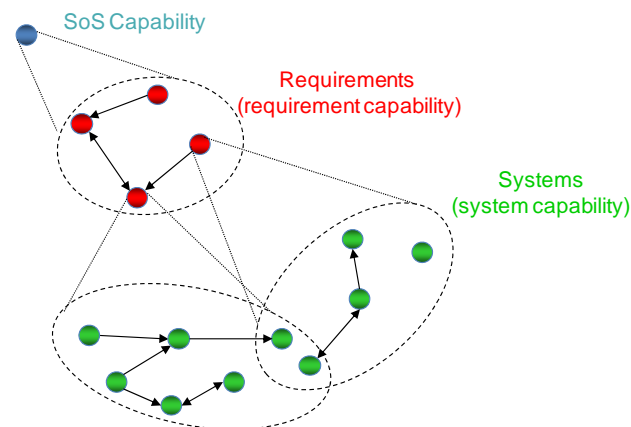 SoS Capability
Requirements
(requirement capability)
Systems
(system capability)